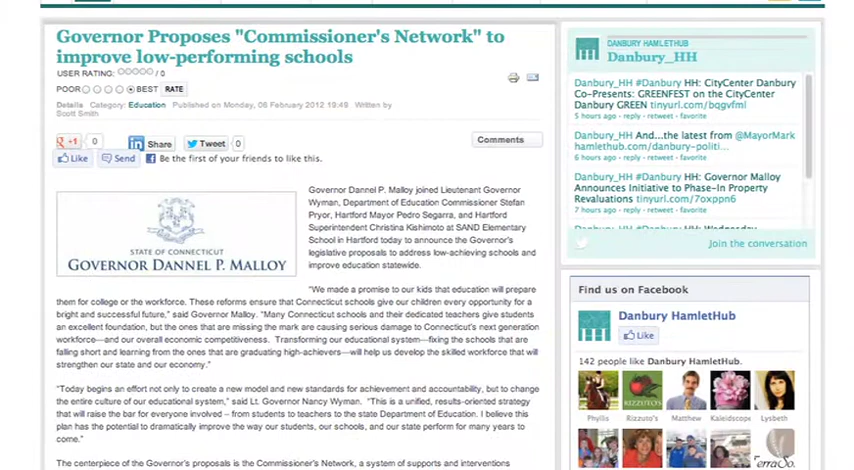 Governor Proposes "Commissioner's Network" to
improve low-performing schools
USER RATING: / 0
POOR BEST RATE
Details Category: Education Published on Monday, 06 February 2012 19:49 Written by
Scott Smith
+1 0 Share Tweet 0 Comments
Like Send Be the first of your friends to like this.
STATE OF CONNECTICUT
GOVERNOR DANNEL P. MALLOY
Governor Dannel P. Malloy joined Lieutenant Governor
Wyman, Department of Education Commissioner Stefan
Pryor, Hartford Mayor Pedro Segarra, and Hartford
Superintendent Christina Kishimoto at SAND Elementary
School in Hartford today to announce the Governor's
legislative proposals to address low-achieving schools and
improve education statewide.
"We made a promise to our kids that education will prepare
them for college or the workforce. These reforms ensure that Connecticut schools give our children every opportunity for a
bright and successful future," said Governor Malloy. "Many Connecticut schools and their dedicated teachers give students
an excellent foundation, but the ones that are missing the mark are causing serious damage to Connecticut's next generation
workforce—and our overall economic competitiveness. Transforming our educational system—fixing the schools that are
falling short and learning from the ones that are graduating high-achievers—will help us develop the skilled workforce that will
strengthen our state and our economy."
"Today begins an effort not only to create a new model and new standards for achievement and accountability, but to change
the entire culture of our educational system," said Lt. Governor Nancy Wyman. "This is a unified, results-oriented strategy
that will raise the bar for everyone involved – from students to teachers to the state Department of Education. I believe this
plan has the potential to dramatically improve the way our students, our schools, and our state perform for many years to
come."
The centerpiece of the Governor's proposals is the Commissioner's Network, a system of supports and interventions
DANBURY HAMLETHUB
Danbury_HH
Danbury_HH #Danbury HH: CityCenter Danbury
Co-Presents: GREENFEST on the CityCenter
Danbury GREEN tinyurl.com/bqgvfml
5 hours ago · reply · retweet · favorite
Danbury_HH And...the latest from @MayorMark
hamlethub.com/danbury-politi...
6 hours ago · reply · retweet · favorite
Danbury_HH #Danbury HH: Governor Malloy
Announces Initiative to Phase-In Property
Revaluations tinyurl.com/7oxppn6
7 hours ago · reply · retweet · favorite
Danbury_HH #Danbury HH: Wednesday
Join the conversation
Find us on Facebook
Danbury HamletHub
Like
142 people like Danbury HamletHub.
RIZZUTO'S
Phyllis Rizzuto's Matthew Kaleidoscope Lysbeth